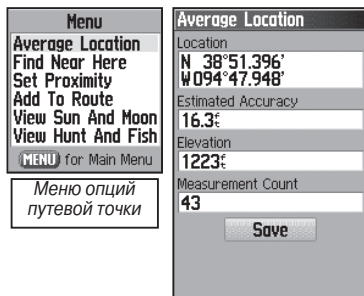 Menu
Average Location
Find Near Here
Set Proximity
Add To Route
View Sun And Moon
View Hunt And Fish
MENU for Main Menu
Меню опций
путевой точки
Average Location
Location
N 38°51.396'
W094°47.948'
Estimated Accuracy
16.3ft
Elevation
1223ft
Measurement Count
43
Save